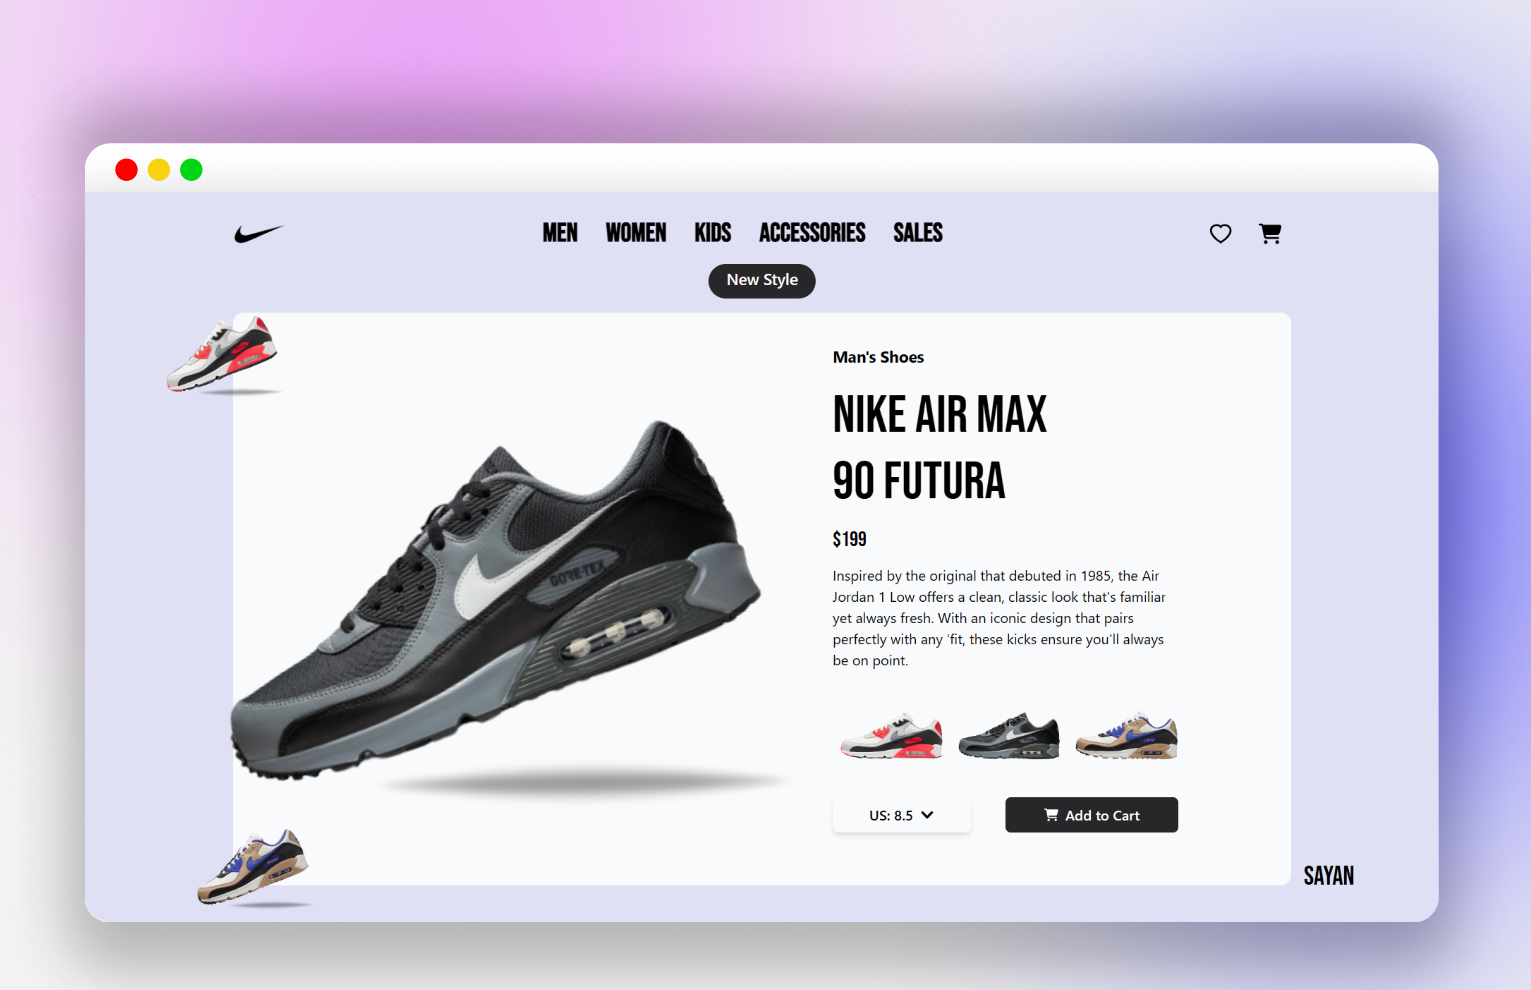 MEN WOMEN KIDS ACCESSORIES SALES
New Style
Man's Shoes
NIKE AIR MAX
90 FUTURA
$199
Inspired by the original that debuted in 1985, the Air
Jordan 1 Low offers a clean, classic look that's familiar
yet always fresh. With an iconic design that pairs
perfectly with any 'fit, these kicks ensure you'll always
be on point.
GORE-TEX
US: 8.5
Add to Cart
SAYAN